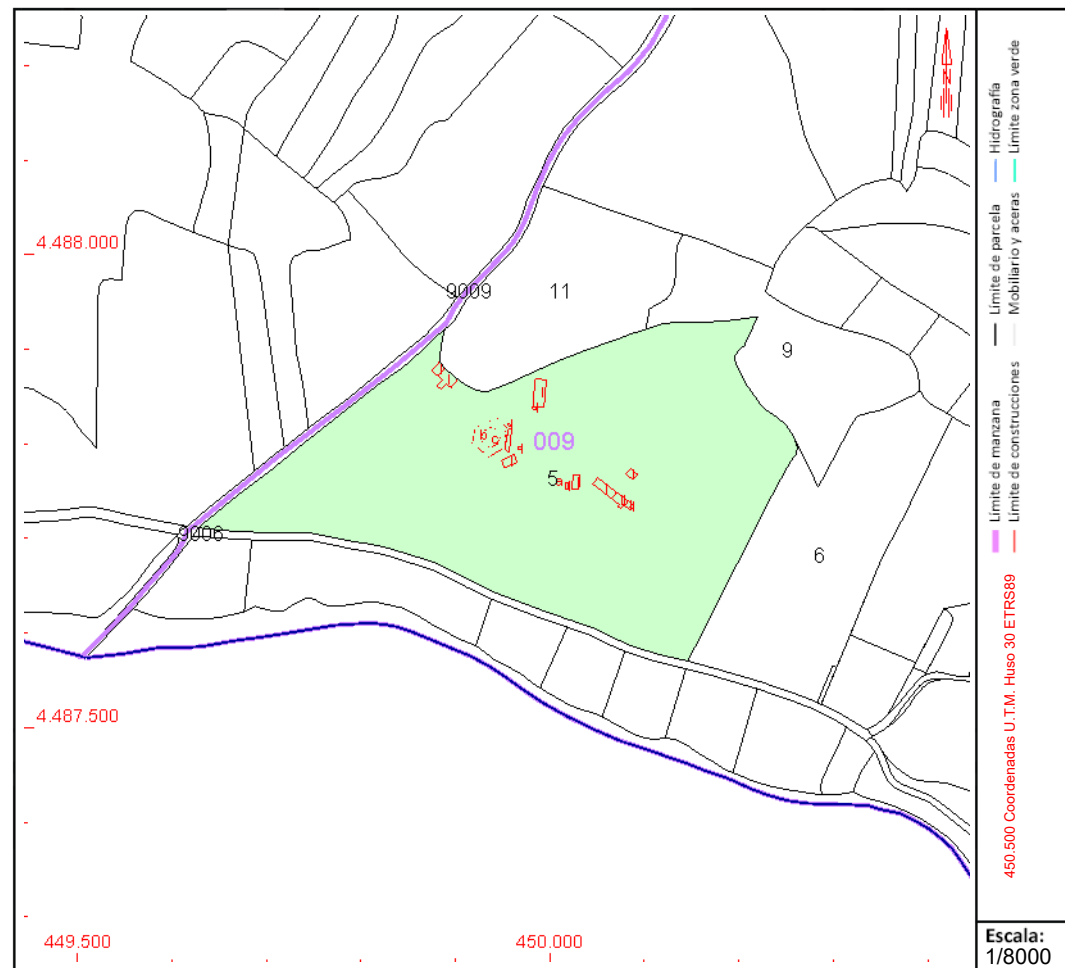 4.488.000
9009
11
9
009
5
a
9006
6
4.487.500
449.500
450.000
N
Límite de manzana
Límite de parcela
Hidrografía
Límite de construcciones
Mobiliario y aceras
Límite zona verde
450.500 Coordenadas U.T.M. Huso 30 ETRS89
Escala:
1/8000